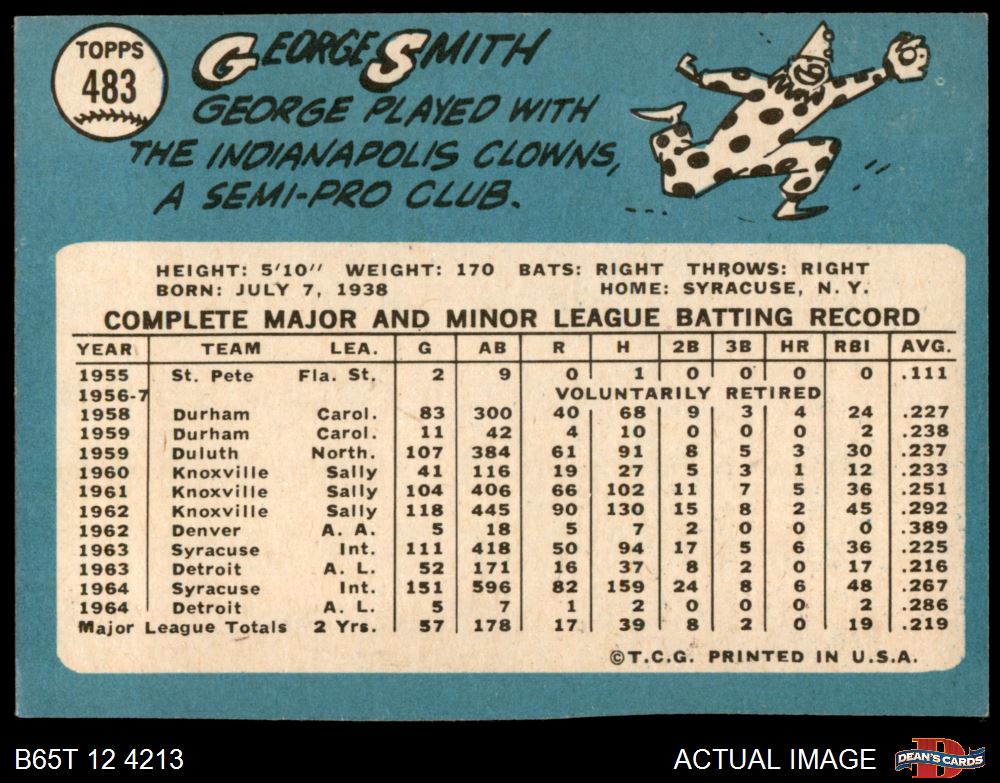 TOPPS
483
GEORGE SMITH
GEORGE PLAYED WITH
THE INDIANAPOLIS CLOWNS,
A SEMI-PRO CLUB.
HEIGHT: 5'10" WEIGHT: 170 BATS: RIGHT THROWS: RIGHT
BORN: JULY 7, 1938 HOME: SYRACUSE, N. Y.
COMPLETE MAJOR AND MINOR LEAGUE BATTING RECORD
YEAR TEAM LEA. G AB R H 2B 3B HR RBI AVG.
1955 St. Pete Fla. St. 2 9 0 1 0 0 0 0 .111
1956-7 VOLUNTARILY RETIRED
1958 Durham Carol. 83 300 40 68 9 3 4 24 .227
1959 Durham Carol. 11 42 4 10 0 0 0 2 .238
1959 Duluth North. 107 384 61 91 8 5 3 30 .237
1960 Knoxville Sally 41 116 19 27 5 3 1 12 .233
1961 Knoxville Sally 104 406 66 102 11 7 5 36 .251
1962 Knoxville Sally 118 445 90 130 15 8 2 45 .292
1962 Denver A. A. 5 18 5 7 2 0 0 0 .389
1963 Syracuse Int. 111 418 50 94 17 5 6 36 .225
1963 Detroit A. L. 52 171 16 37 8 2 0 17 .216
1964 Syracuse Int. 151 596 82 159 24 8 6 48 .267
1964 Detroit A. L. 5 7 1 2 0 0 0 2 .286
Major League Totals 2 Yrs. 57 178 17 39 8 2 0 19 .219
©T.C.G. PRINTED IN U.S.A.
B65T 12 4213 ACTUAL IMAGE DEAN'S CARDS